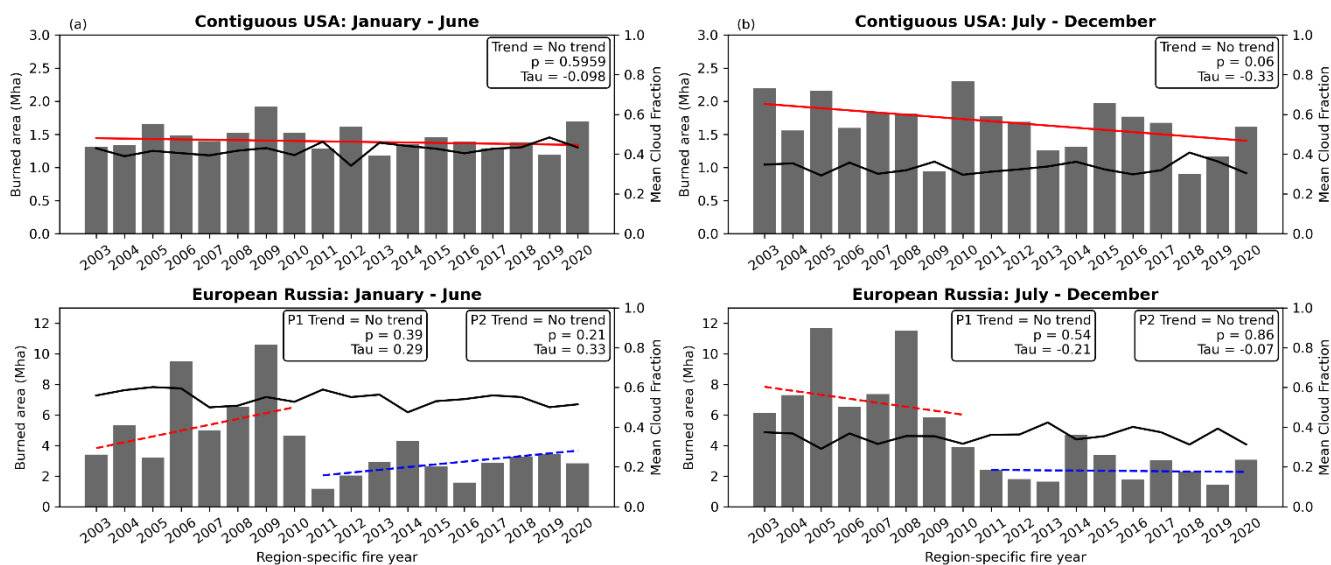 (a)
Contiguous USA: January - June
Trend = No trend
p = 0.5959
Tau = -0.098
Burned area (Mha)
3.0
2.5
2.0
1.5
1.0
0.5
0.0
1.0
0.8
0.6
0.4
0.2
0.0
Mean Cloud Fraction
2003 2004 2005 2006 2007 2008 2009 2010 2011 2012 2013 2014 2015 2016 2017 2018 2019 2020
(b)
Contiguous USA: July - December
Trend = No trend
p = 0.06
Tau = -0.33
Burned area (Mha)
3.0
2.5
2.0
1.5
1.0
0.5
0.0
1.0
0.8
0.6
0.4
0.2
0.0
Mean Cloud Fraction
2003 2004 2005 2006 2007 2008 2009 2010 2011 2012 2013 2014 2015 2016 2017 2018 2019 2020
European Russia: January - June
P1 Trend = No trend
p = 0.39
Tau = 0.29
P2 Trend = No trend
p = 0.21
Tau = 0.33
Burned area (Mha)
12
10
8
6
4
2
0
1.0
0.8
0.6
0.4
0.2
0.0
Mean Cloud Fraction
2003 2004 2005 2006 2007 2008 2009 2010 2011 2012 2013 2014 2015 2016 2017 2018 2019 2020
Region-specific fire year
European Russia: July - December
P1 Trend = No trend
p = 0.54
Tau = -0.21
P2 Trend = No trend
p = 0.86
Tau = -0.07
Burned area (Mha)
12
10
8
6
4
2
0
1.0
0.8
0.6
0.4
0.2
0.0
Mean Cloud Fraction
2003 2004 2005 2006 2007 2008 2009 2010 2011 2012 2013 2014 2015 2016 2017 2018 2019 2020
Region-specific fire year